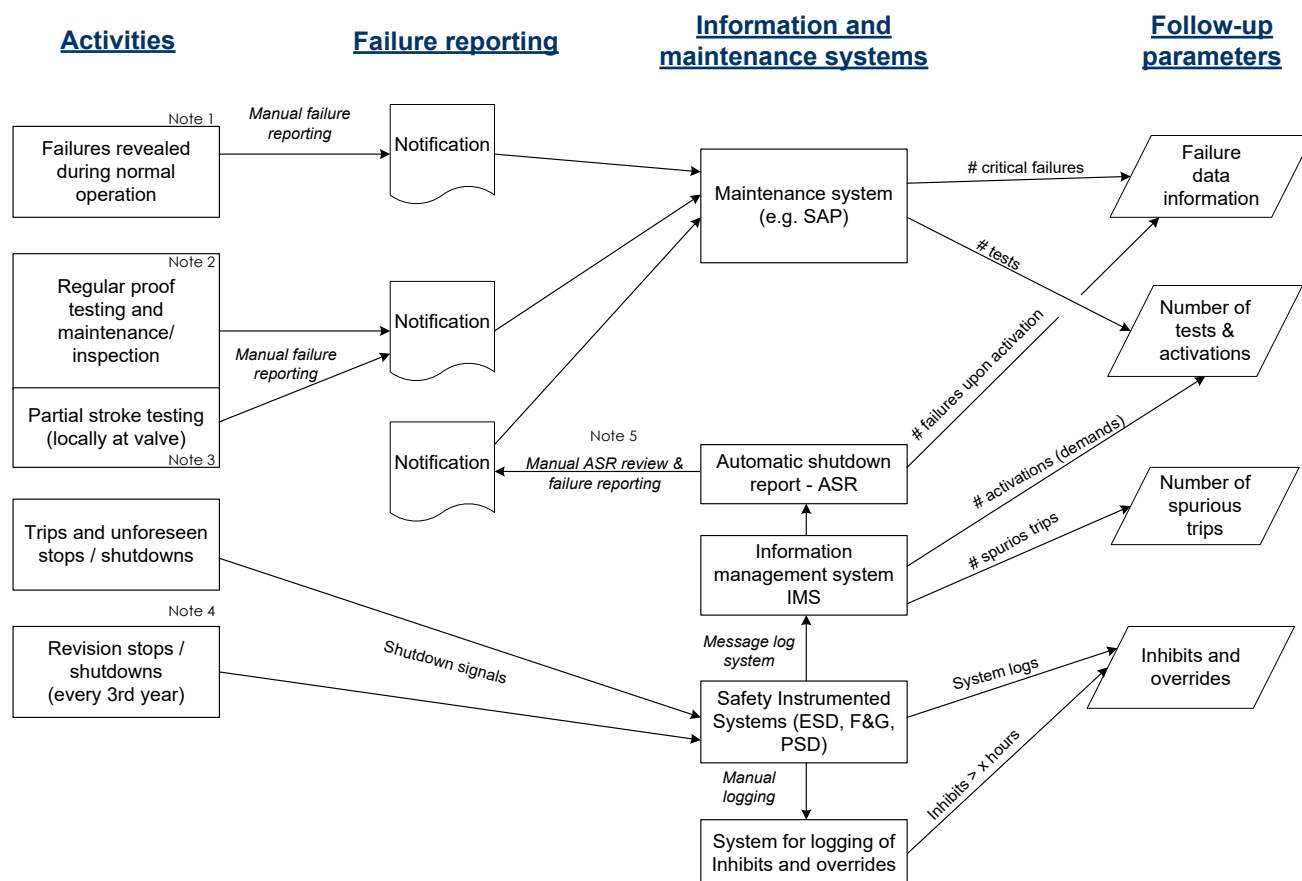 Activities
Failure reporting
Information and
maintenance systems
Follow-up
parameters
Note 1
Failures revealed
during normal
operation
Manual failure
reporting
Notification
Maintenance system
(e.g. SAP)
# critical failures
Failure
data
information
# tests
Note 2
Regular proof
testing and
maintenance/
inspection
Manual failure
reporting
Notification
Number of
tests &
activations
Partial stroke testing
(locally at valve)
Note 3
Notification
Note 5
Manual ASR review &
failure reporting
Automatic shutdown
report - ASR
# failures upon activation
# activations (demands)
Number of
spurious
trips
Trips and unforeseen
stops / shutdowns
Information
management system
IMS
# spurios trips
Note 4
Revision stops /
shutdowns
(every 3rd year)
Shutdown signals
Message log
system
Safety Instrumented
Systems (ESD, F&G,
PSD)
System logs
Inhibits and
overrides
Manual
logging
Inhibits > x hours
System for logging of
Inhibits and overrides